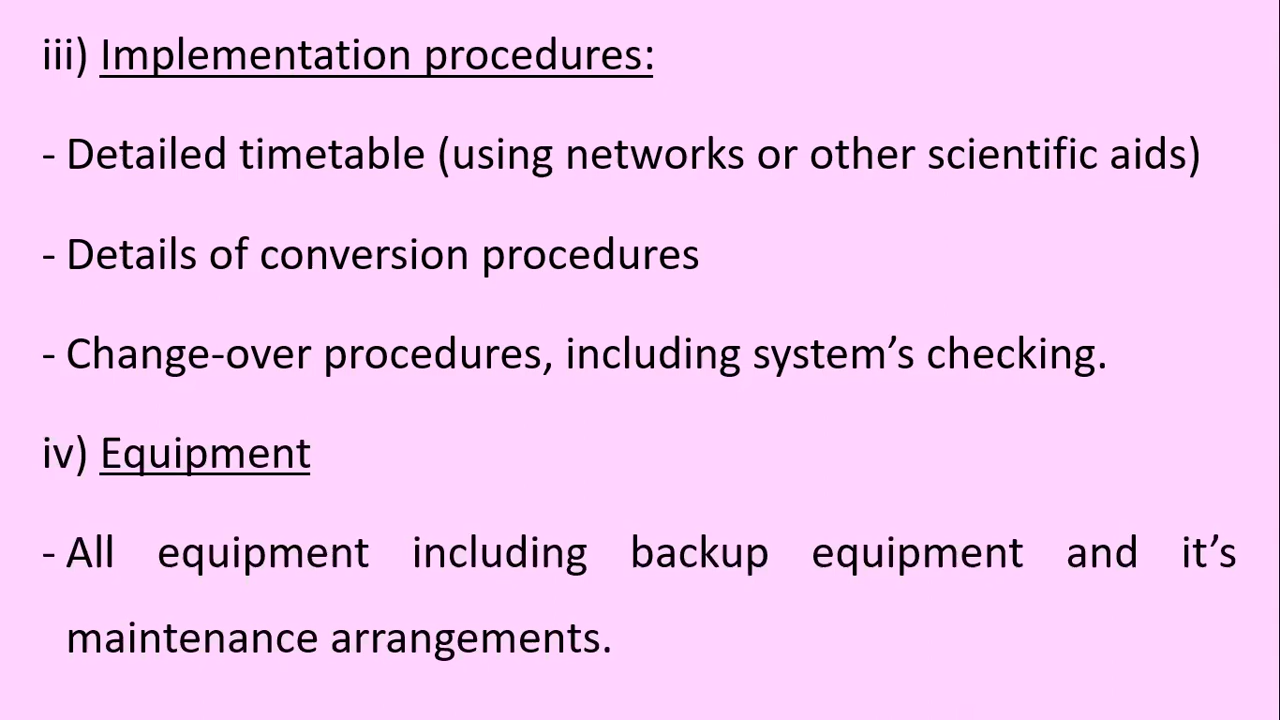 iii) Implementation procedures:
- Detailed timetable (using networks or other scientific aids)
- Details of conversion procedures
- Change-over procedures, including system’s checking.
iv) Equipment
- All equipment including backup equipment and it’s
maintenance arrangements.